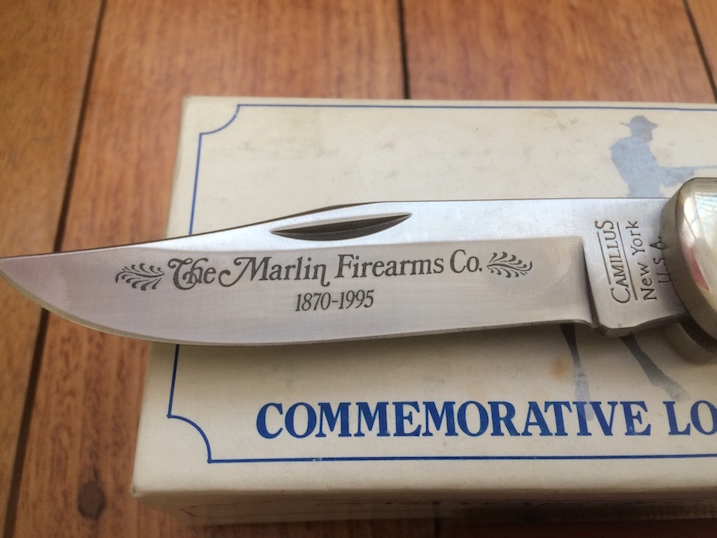 The Marlin Firearms Co.
1870-1995
CAMILLUS
New York
U.S.A.
COMMEMORATIVE LO